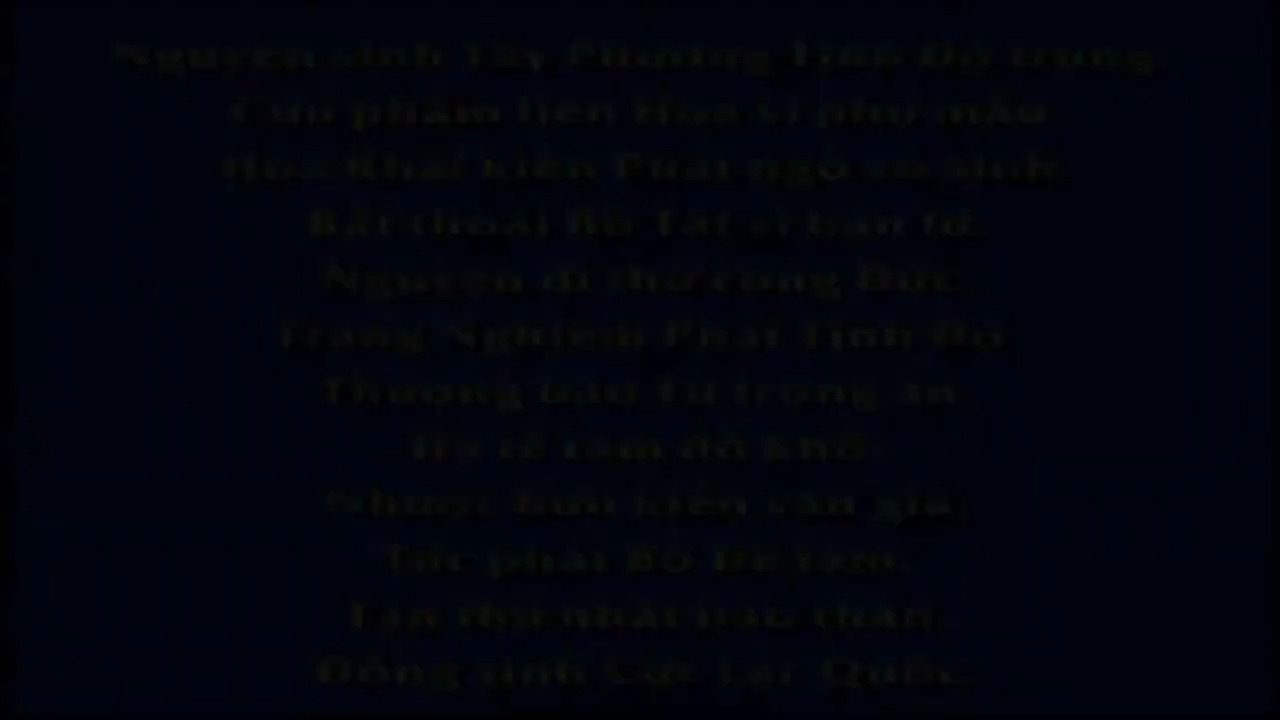 Nguyện sinh Tây Phương Tịnh Độ trung
Cửu phẩm liên Hoa vi phụ mẫu
Hoa Khai kiến Phật ngộ vô sinh
Bất thoái Bồ Tát vi bạn lữ.
Nguyện dĩ thử công Đức
Trang Nghiêm Phật Tịnh Độ
Thượng báo Tứ trọng ân
Hạ tế tam đồ khổ
Nhược hữu kiến văn giả,
Tức phát Bồ Đề tâm.
Tận thử nhất báo thân
Đồng sinh Cực Lạc Quốc.